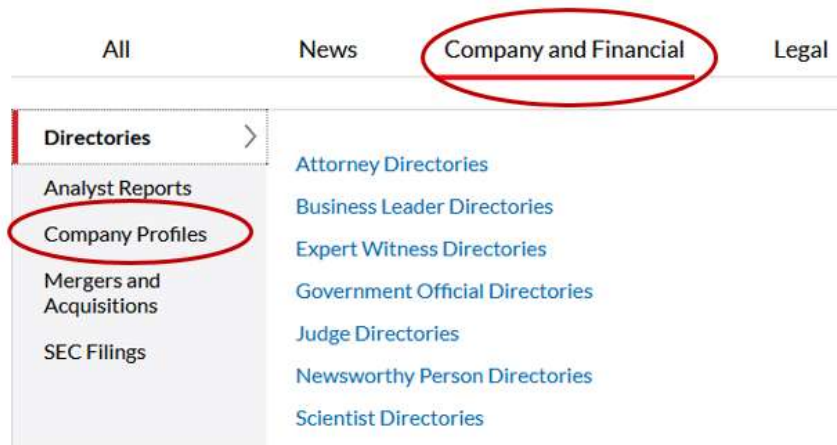 All
News
Company and Financial
Legal
Directories
Analyst Reports
Company Profiles
Mergers and
Acquisitions
SEC Filings
Attorney Directories
Business Leader Directories
Expert Witness Directories
Government Official Directories
Judge Directories
Newsworthy Person Directories
Scientist Directories